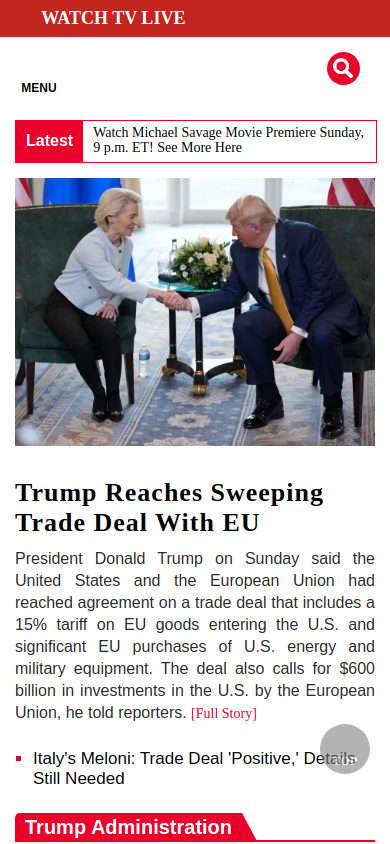 WATCH TV LIVE
MENU
Latest
Watch Michael Savage Movie Premiere Sunday,
9 p.m. ET! See More Here
Trump Reaches Sweeping
Trade Deal With EU
President Donald Trump on Sunday said the
United States and the European Union had
reached agreement on a trade deal that includes a
15% tariff on EU goods entering the U.S. and
significant EU purchases of U.S. energy and
military equipment. The deal also calls for $600
billion in investments in the U.S. by the European
Union, he told reporters. [Full Story]
Italy's Meloni: Trade Deal 'Positive,' Details
Still Needed
Trump Administration